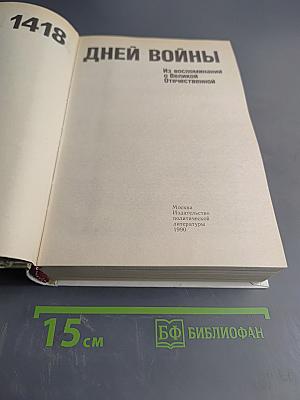 1418
ДНЕЙ ВОЙНЫ
Из воспоминаний
о Великой
Отечественной
Москва
Издательство
политической
литературы
1990
15 см
БФ БИБЛИОФАН